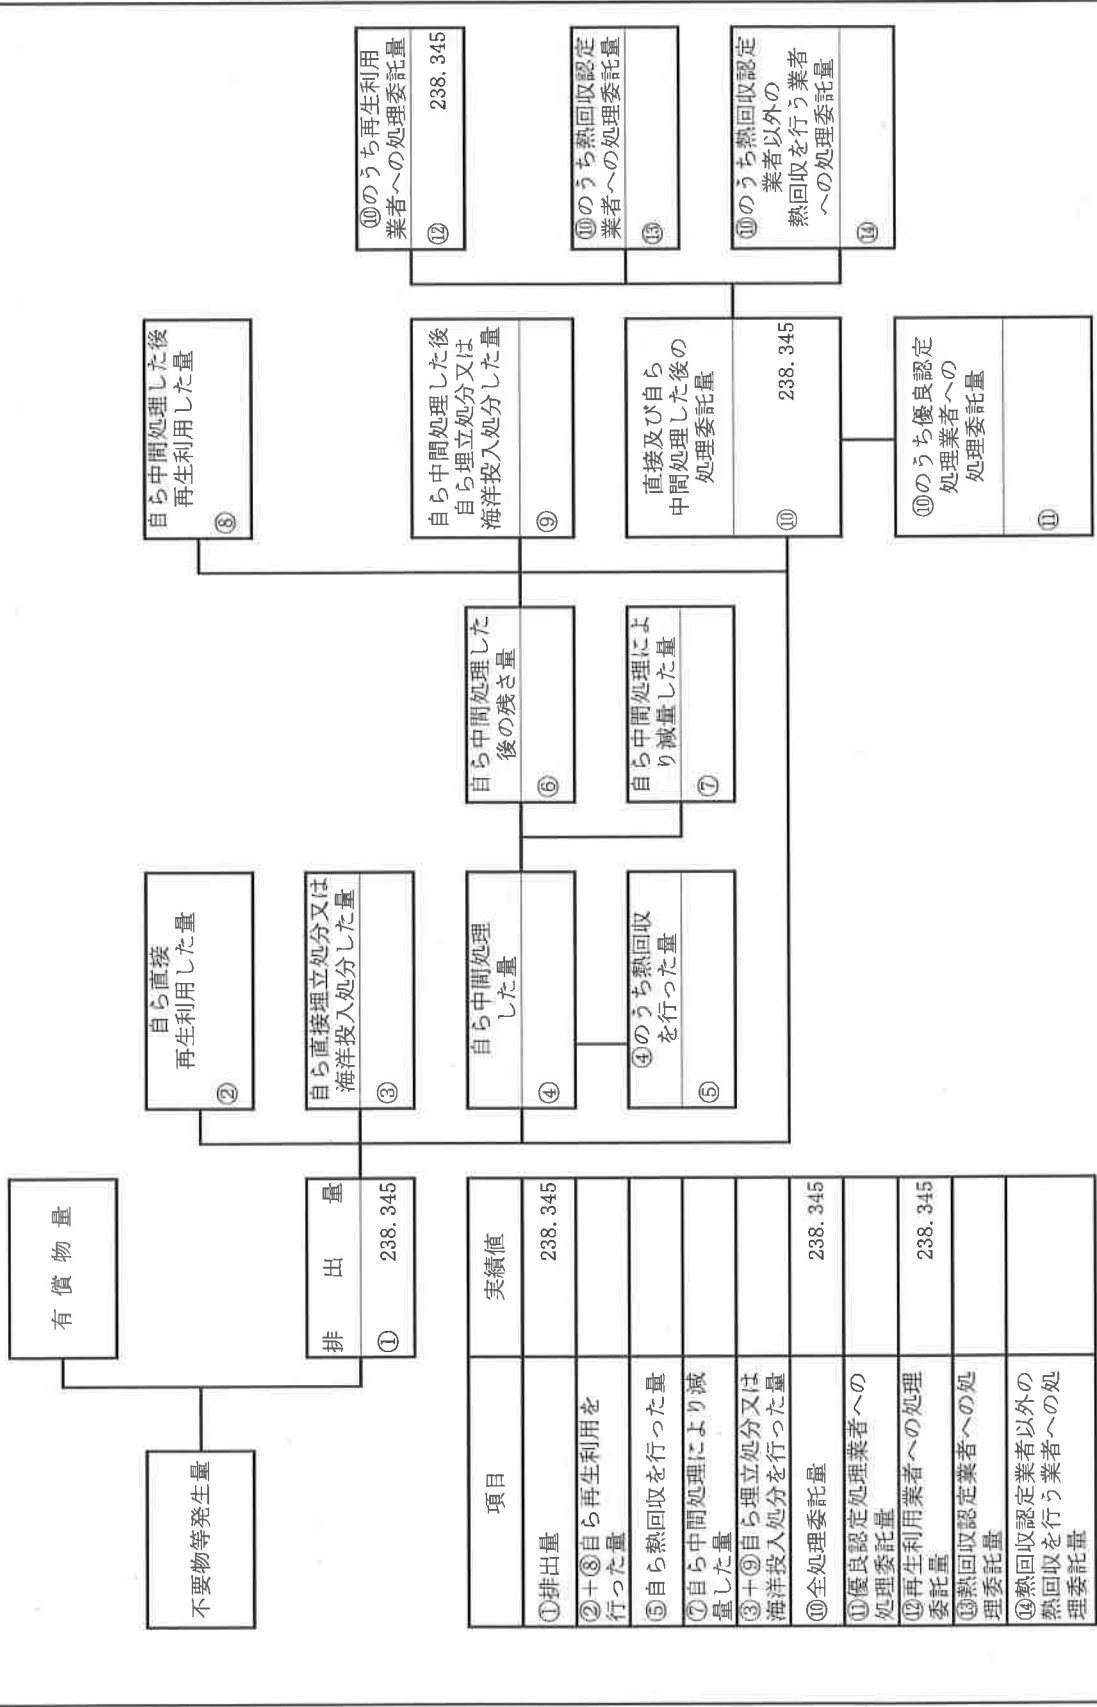 不要物等発生量
有償物量
排出量
① 238.345
自ら直接
再生利用した量
②
自ら直接埋立処分又は
海洋投入処分した量
③
自ら中間処理
した量
④
④のうち熱回収
を行った量
⑤
自ら中間処理した
後の残さ量
⑥
自ら中間処理によ
り減量した量
⑦
自ら中間処理した後
再生利用した量
⑧
自ら中間処理した後
自ら埋立処分又は
海洋投入処分した量
⑨
直接及び自ら
中間処理した後の
処理委託量
⑩ 238.345
⑩のうち優良認定
処理業者への
処理委託量
⑪
⑩のうち再生利用
業者への処理委託量
⑫ 238.345
⑩のうち熱回収認定
業者への処理委託量
⑬
⑩のうち熱回収認定
業者以外の
熱回収を行う業者
への処理委託量
⑭
項目 実績値
①排出量 238.345
②+⑧自ら再生利用を
行った量
⑤自ら熱回収を行った量
⑦自ら中間処理により減
量した量
③+⑨自ら埋立処分又は
海洋投入処分を行った量
⑩全処理委託量 238.345
⑪優良認定処理業者への
処理委託量
⑫再生利用業者への処理
委託量 238.345
⑬熱回収認定業者への処
理委託量
⑭熱回収認定業者以外の
熱回収を行う業者への処
理委託量